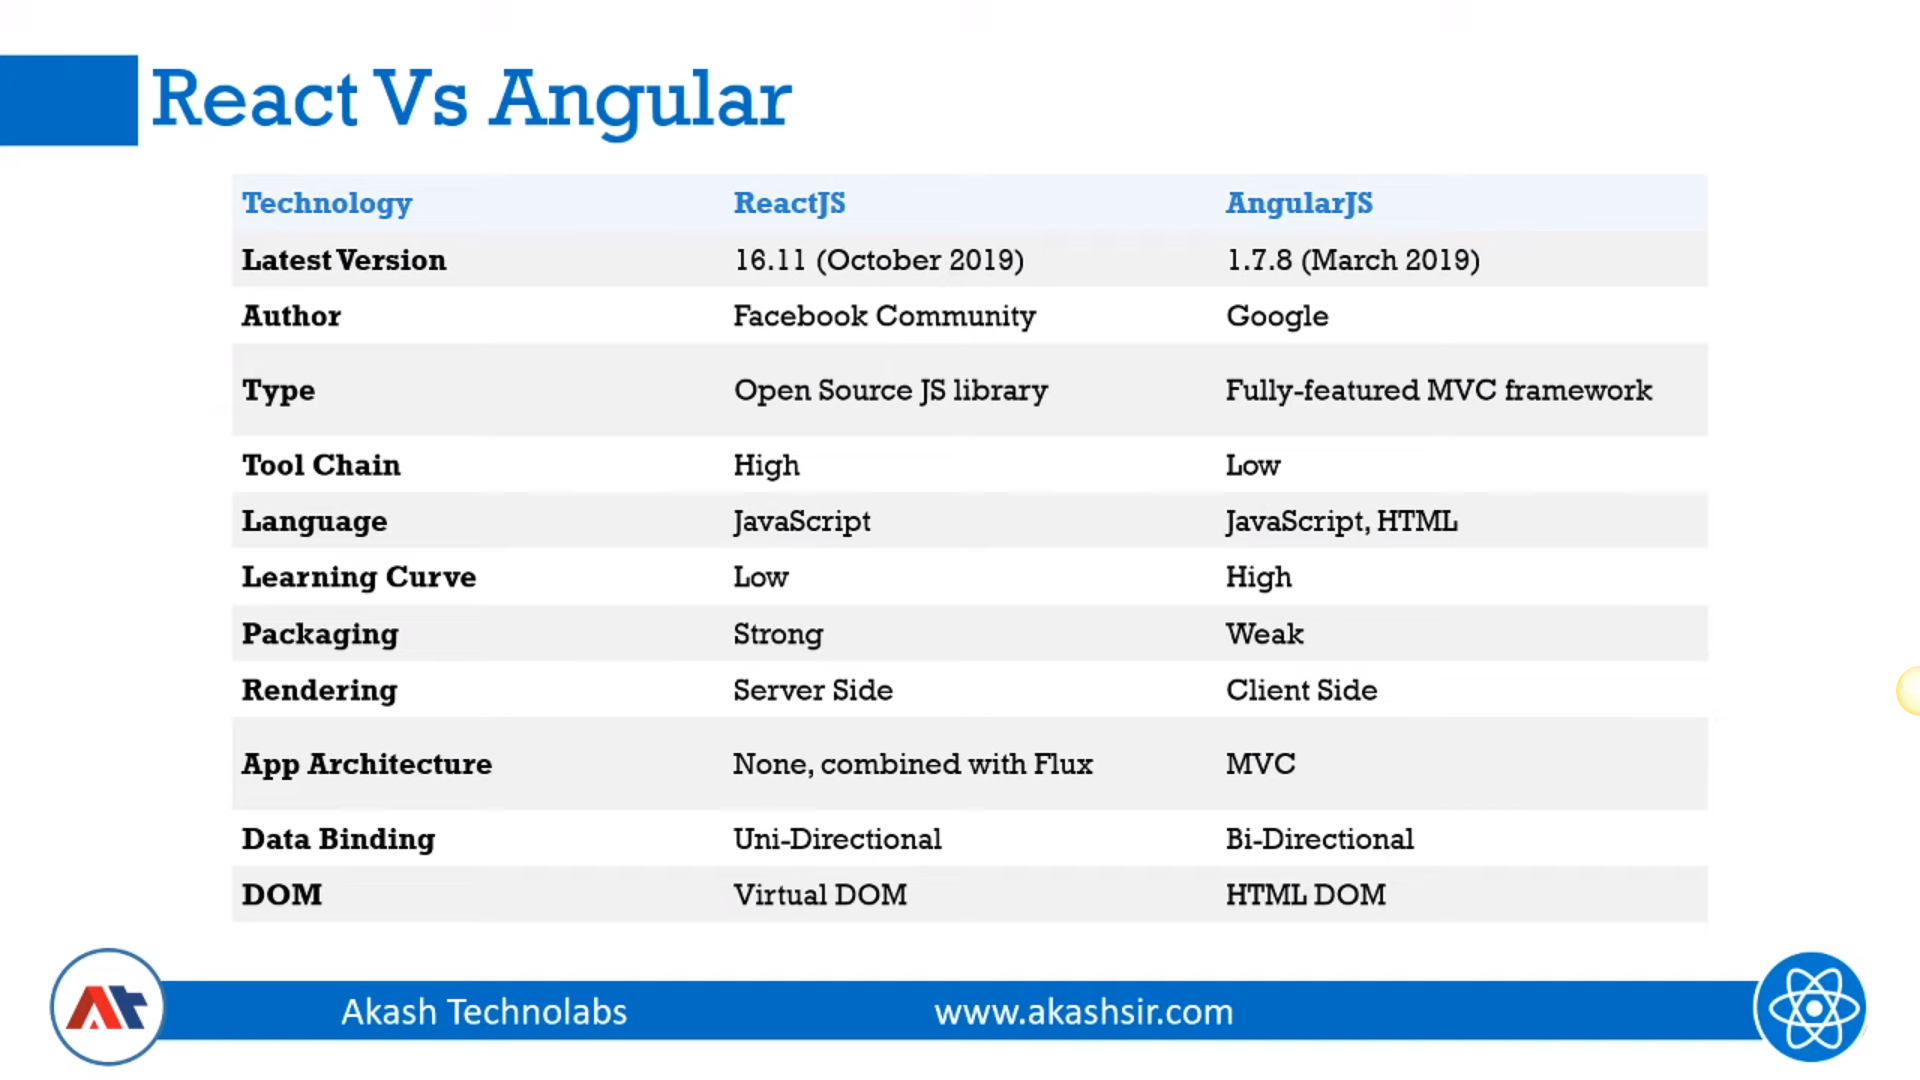 React Vs Angular
Technology ReactJS AngularJS
Latest Version 16.11 (October 2019) 1.7.8 (March 2019)
Author Facebook Community Google
Type Open Source JS library Fully-featured MVC framework
Tool Chain High Low
Language JavaScript JavaScript, HTML
Learning Curve Low High
Packaging Strong Weak
Rendering Server Side Client Side
App Architecture None, combined with Flux MVC
Data Binding Uni-Directional Bi-Directional
DOM Virtual DOM HTML DOM
At Akash Technolabs www.akashsir.com